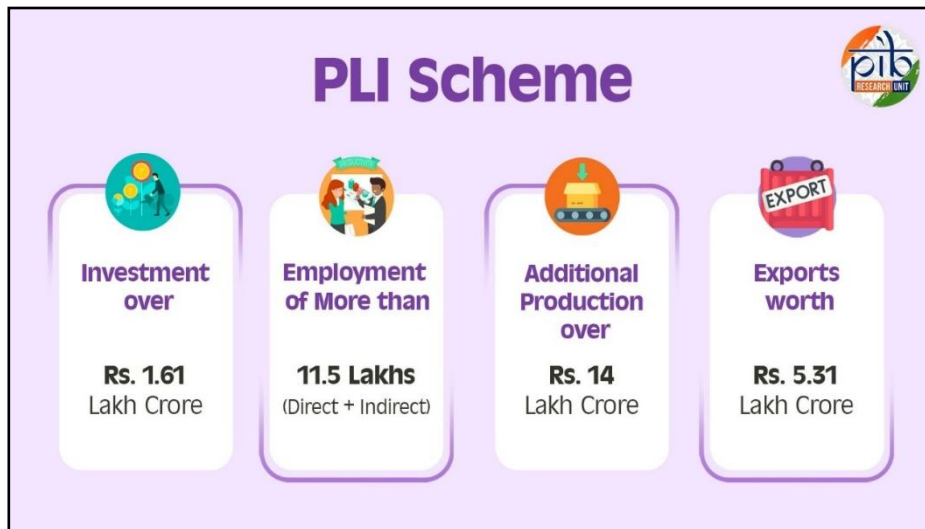 PLI Scheme
pib
RESEARCH UNIT
Investment
over
Rs. 1.61
Lakh Crore
Employment
of More than
11.5 Lakhs
(Direct + Indirect)
Additional
Production
over
Rs. 14
Lakh Crore
EXPORT
Exports
worth
Rs. 5.31
Lakh Crore